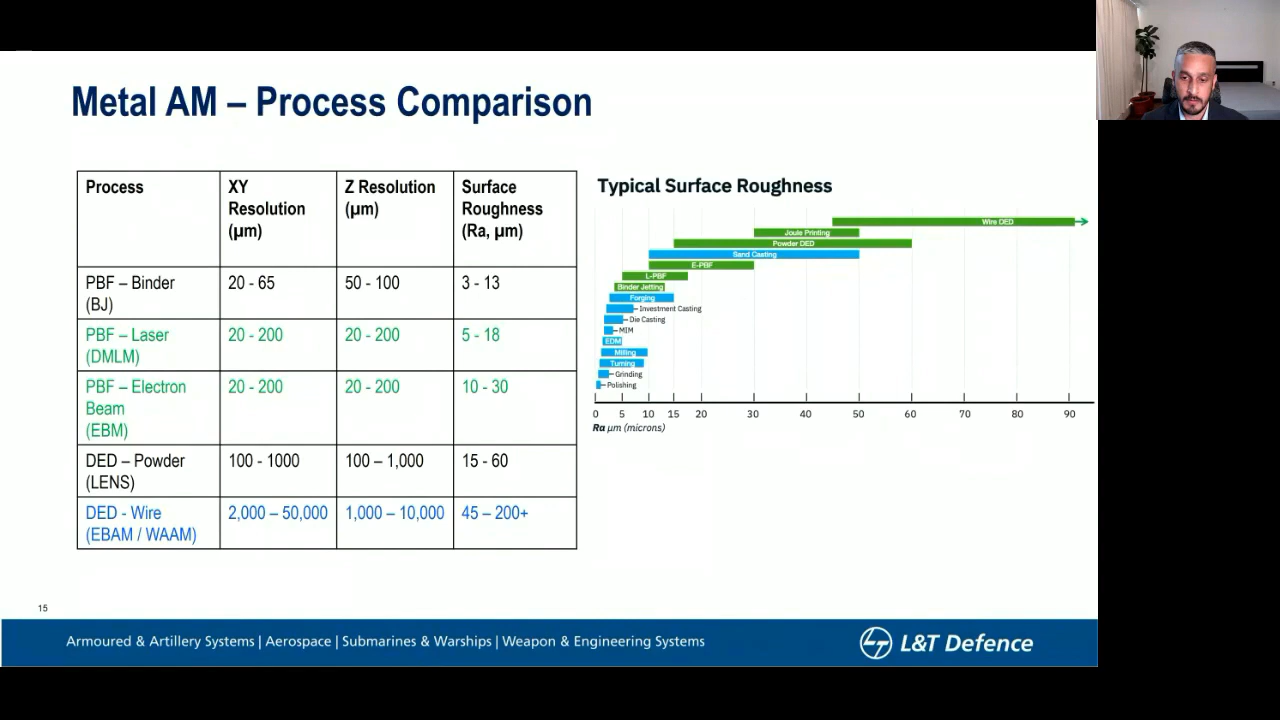 Metal AM – Process Comparison
Process
XY
Resolution
(µm)
Z Resolution
(µm)
Surface
Roughness
(Ra, µm)
PBF – Binder
(BJ)
20 - 65
50 - 100
3 - 13
PBF – Laser
(DMLM)
20 - 200
20 - 200
5 - 18
PBF – Electron
Beam
(EBM)
20 - 200
20 - 200
10 - 30
DED – Powder
(LENS)
100 - 1000
100 – 1,000
15 - 60
DED - Wire
(EBAM / WAAM)
2,000 – 50,000
1,000 – 10,000
45 – 200+
Typical Surface Roughness
Wire DED
Joule Printing
Powder DED
Sand Casting
E-PBF
L-PBF
Binder Jetting
Forging
Investment Casting
Die Casting
MIM
EDM
Milling
Turning
Grinding
Polishing
0 5 10 15 20 30 40 50 60 70 80 90
Ra µm (microns)
15
Armoured & Artillery Systems | Aerospace | Submarines & Warships | Weapon & Engineering Systems
L&T Defence